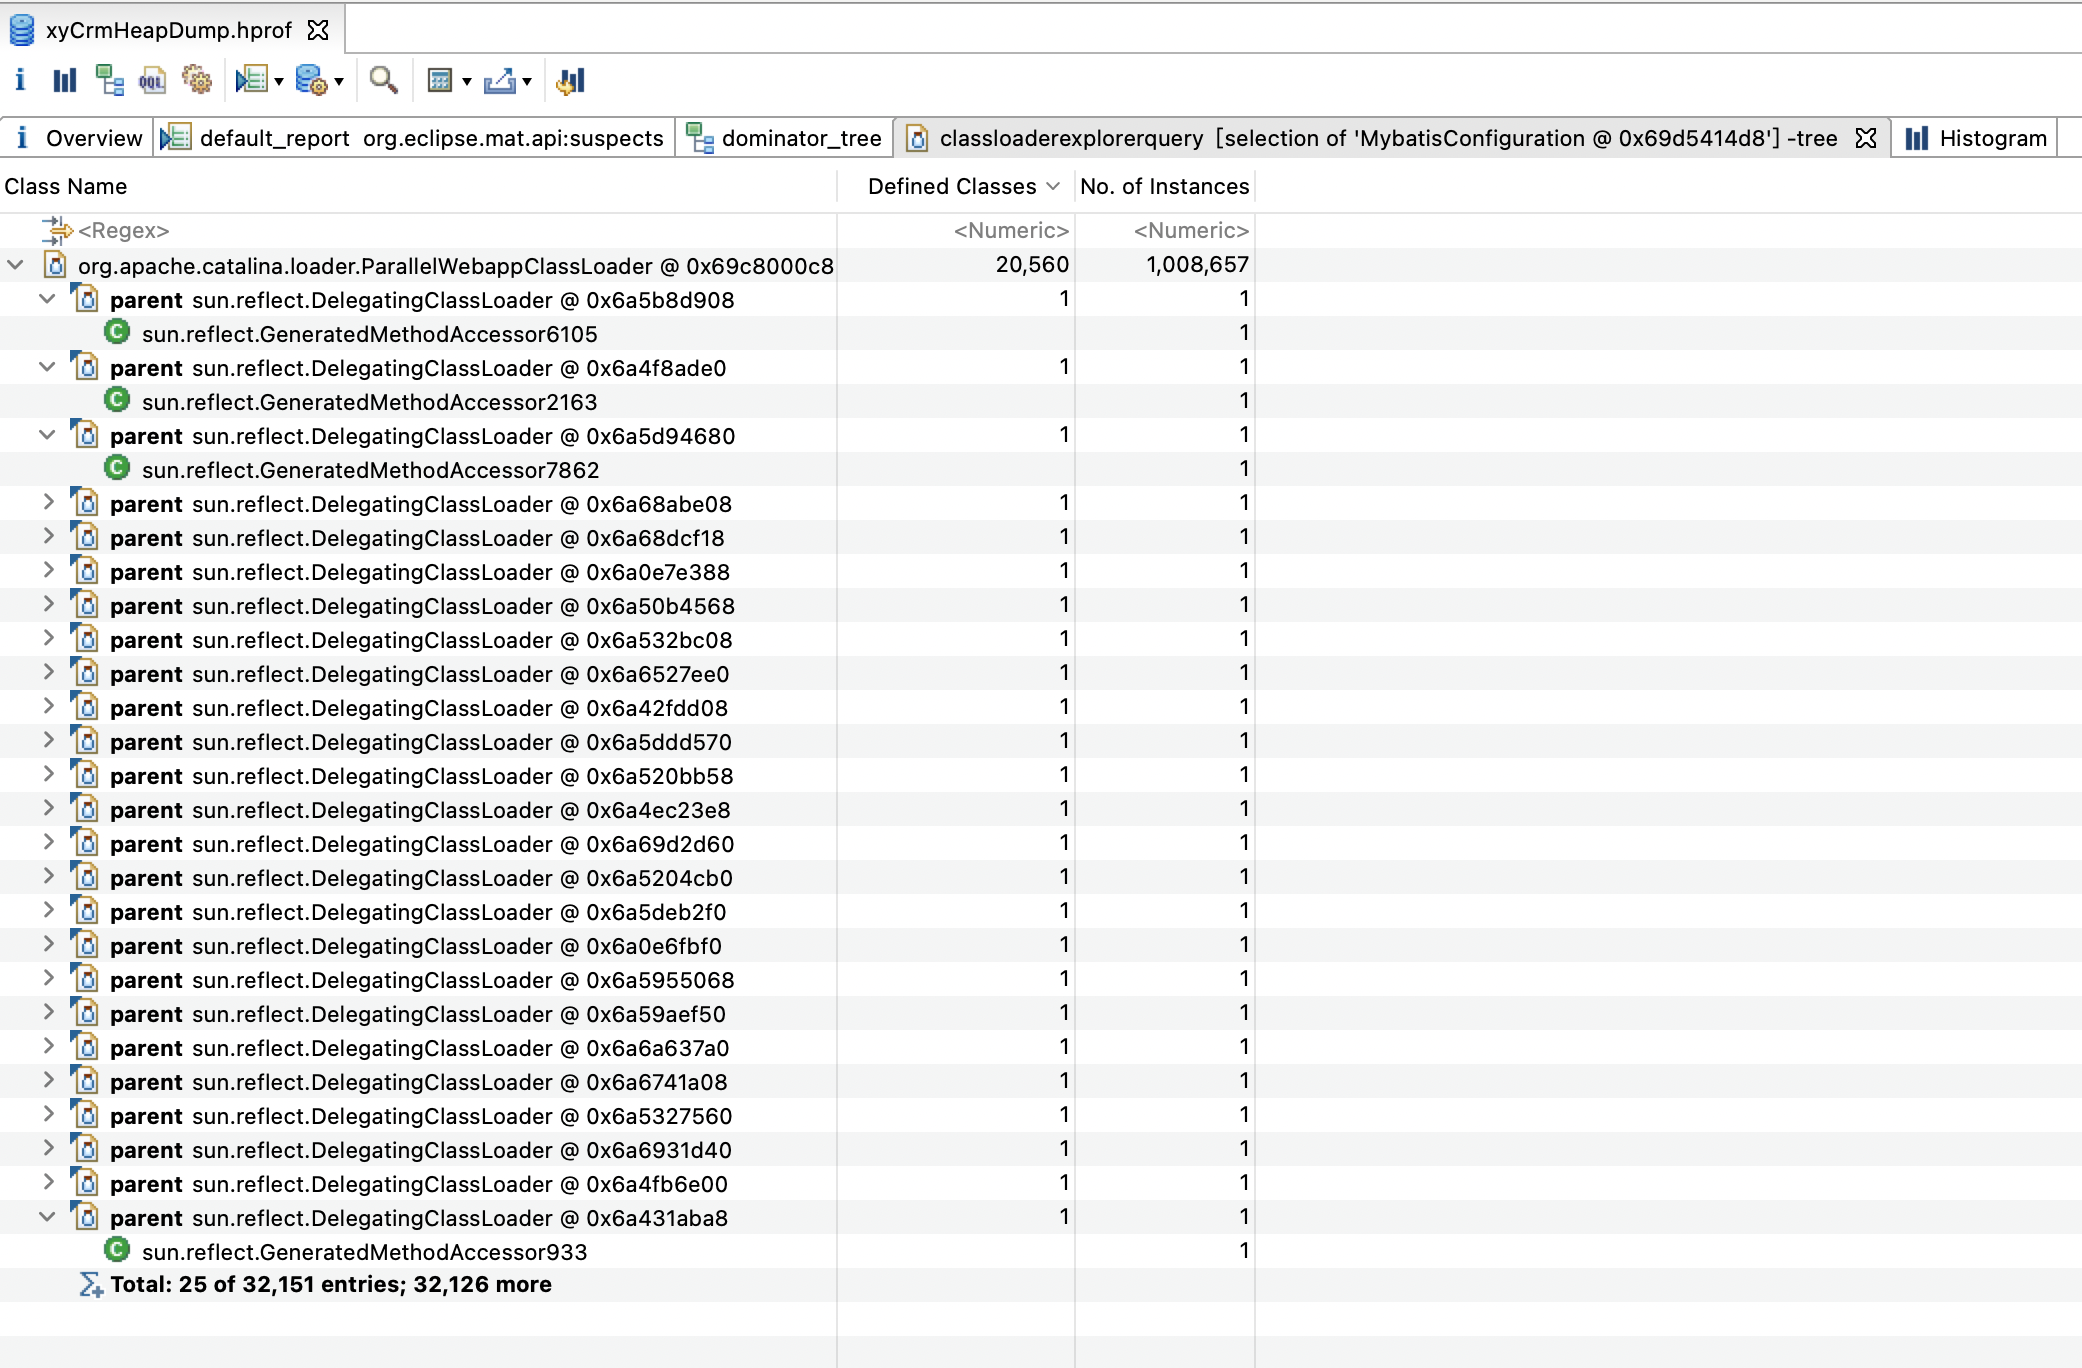 xyCrmHeapDump.hprof
i OQL
i Overview default_report org.eclipse.mat.api:suspects dominator_tree classloaderexplorerquery [selection of 'MybatisConfiguration @ 0x69d5414d8'] -tree Histogram
Class Name Defined Classes No. of Instances
<Regex> <Numeric> <Numeric>
org.apache.catalina.loader.ParallelWebappClassLoader @ 0x69c8000c8 20,560 1,008,657
parent sun.reflect.DelegatingClassLoader @ 0x6a5b8d908 1 1
C sun.reflect.GeneratedMethodAccessor6105 1
parent sun.reflect.DelegatingClassLoader @ 0x6a4f8ade0 1 1
C sun.reflect.GeneratedMethodAccessor2163 1
parent sun.reflect.DelegatingClassLoader @ 0x6a5d94680 1 1
C sun.reflect.GeneratedMethodAccessor7862 1
parent sun.reflect.DelegatingClassLoader @ 0x6a68abe08 1 1
parent sun.reflect.DelegatingClassLoader @ 0x6a68dcf18 1 1
parent sun.reflect.DelegatingClassLoader @ 0x6a0e7e388 1 1
parent sun.reflect.DelegatingClassLoader @ 0x6a50b4568 1 1
parent sun.reflect.DelegatingClassLoader @ 0x6a532bc08 1 1
parent sun.reflect.DelegatingClassLoader @ 0x6a6527ee0 1 1
parent sun.reflect.DelegatingClassLoader @ 0x6a42fdd08 1 1
parent sun.reflect.DelegatingClassLoader @ 0x6a5ddd570 1 1
parent sun.reflect.DelegatingClassLoader @ 0x6a520bb58 1 1
parent sun.reflect.DelegatingClassLoader @ 0x6a4ec23e8 1 1
parent sun.reflect.DelegatingClassLoader @ 0x6a69d2d60 1 1
parent sun.reflect.DelegatingClassLoader @ 0x6a5204cb0 1 1
parent sun.reflect.DelegatingClassLoader @ 0x6a5deb2f0 1 1
parent sun.reflect.DelegatingClassLoader @ 0x6a0e6fbf0 1 1
parent sun.reflect.DelegatingClassLoader @ 0x6a5955068 1 1
parent sun.reflect.DelegatingClassLoader @ 0x6a59aef50 1 1
parent sun.reflect.DelegatingClassLoader @ 0x6a6a637a0 1 1
parent sun.reflect.DelegatingClassLoader @ 0x6a6741a08 1 1
parent sun.reflect.DelegatingClassLoader @ 0x6a5327560 1 1
parent sun.reflect.DelegatingClassLoader @ 0x6a6931d40 1 1
parent sun.reflect.DelegatingClassLoader @ 0x6a4fb6e00 1 1
parent sun.reflect.DelegatingClassLoader @ 0x6a431aba8 1 1
C sun.reflect.GeneratedMethodAccessor933 1
Total: 25 of 32,151 entries; 32,126 more